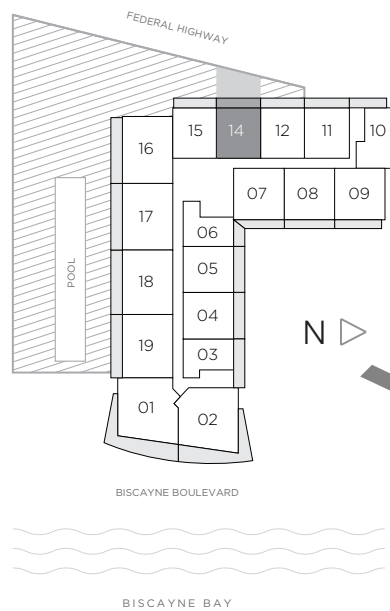 FEDERAL HIGHWAY
15 14 12 11 10
16
07 08 09
17
06
05
POOL
18
04
N
19
03
01 02
BISCAYNE BOULEVARD
BISCAYNE BAY